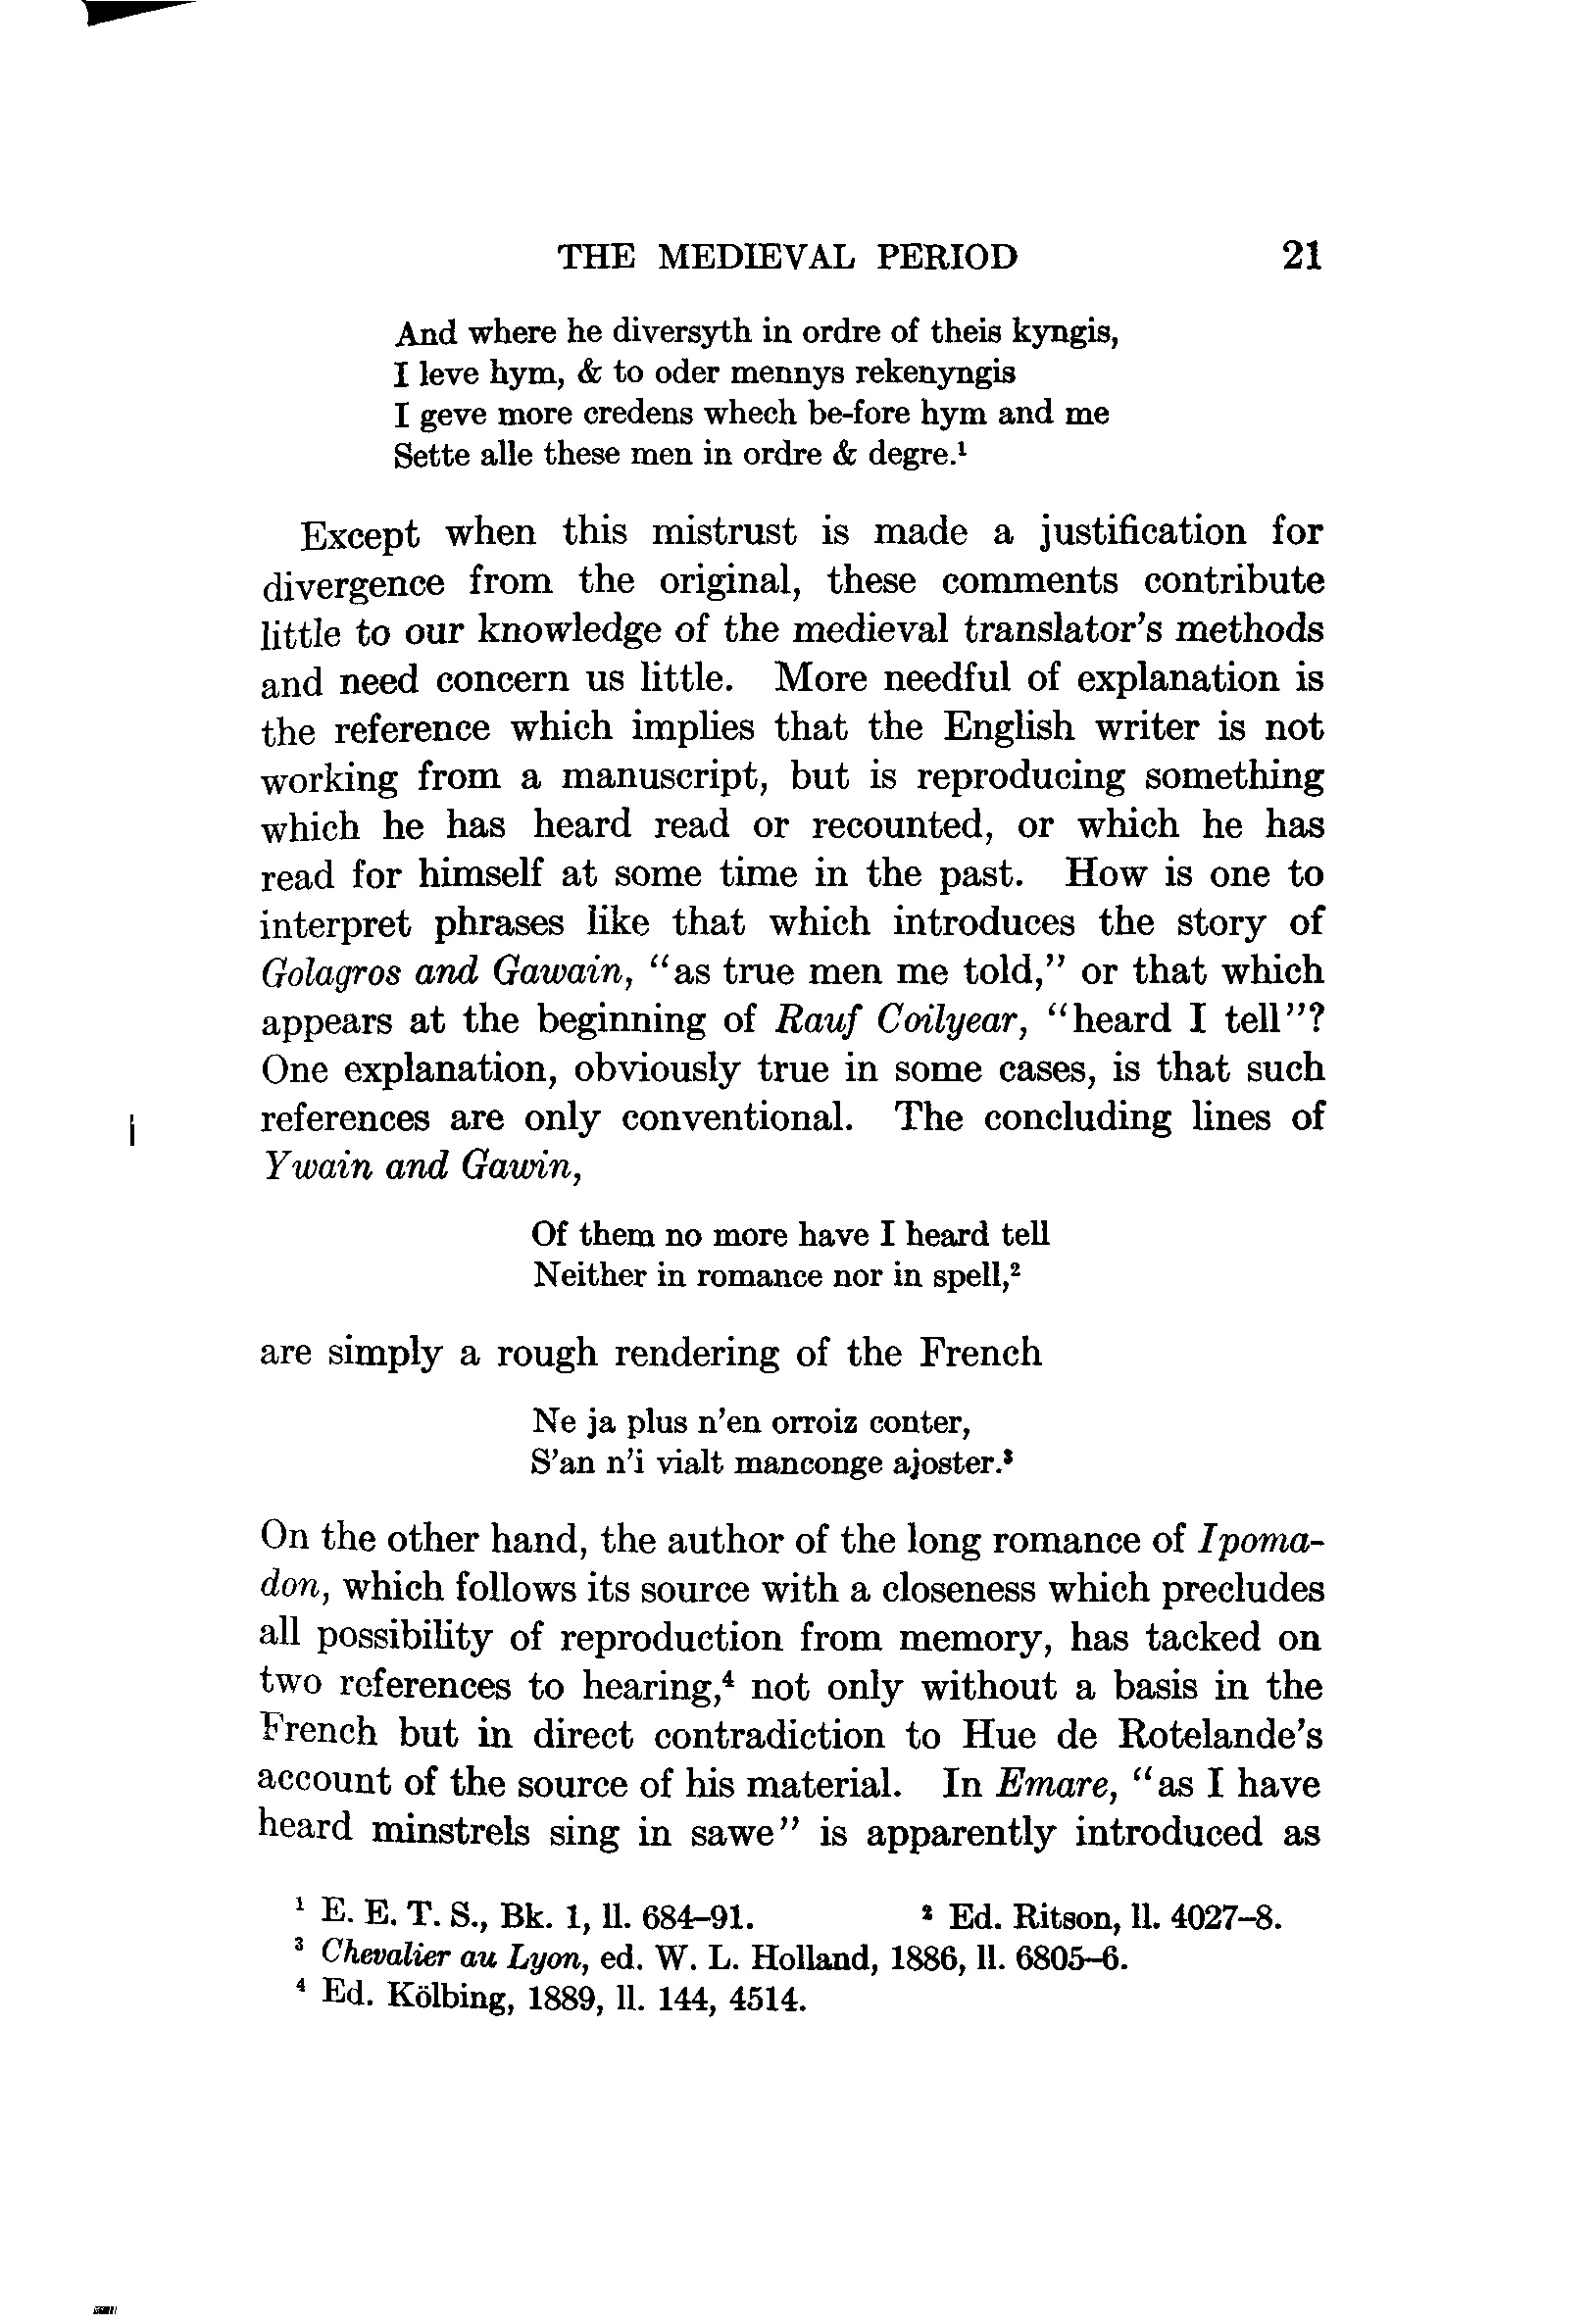 THE MEDIEVAL PERIOD 21
And where he diversyth in ordre of theis kyngis,
I leve hym, & to oder mennys rekenyngis
I geve more credens whech be-fore hym and me
Sette alle these men in ordre & degre.¹
Except when this mistrust is made a justification for
divergence from the original, these comments contribute
little to our knowledge of the medieval translator's methods
and need concern us little. More needful of explanation is
the reference which implies that the English writer is not
working from a manuscript, but is reproducing something
which he has heard read or recounted, or which he has
read for himself at some time in the past. How is one to
interpret phrases like that which introduces the story of
Golagros and Gawain, "as true men me told," or that which
appears at the beginning of Rauf Coilyear, "heard I tell"?
One explanation, obviously true in some cases, is that such
references are only conventional. The concluding lines of
Ywain and Gawin,
Of them no more have I heard tell
Neither in romance nor in spell,²
are simply a rough rendering of the French
Ne ja plus n'en orroiz conter,
S'an n'i vialt manconge ajoster.³
On the other hand, the author of the long romance of Ipoma-
don, which follows its source with a closeness which precludes
all possibility of reproduction from memory, has tacked on
two references to hearing,⁴ not only without a basis in the
French but in direct contradiction to Hue de Rotelande's
account of the source of his material. In Emare, "as I have
heard minstrels sing in sawe" is apparently introduced as
¹ E. E. T. S., Bk. 1, ll. 684–91. ² Ed. Ritson, ll. 4027–8.
³ Chevalier au Lyon, ed. W. L. Holland, 1886, ll. 6805–6.
⁴ Ed. Kölbing, 1889, ll. 144, 4514.